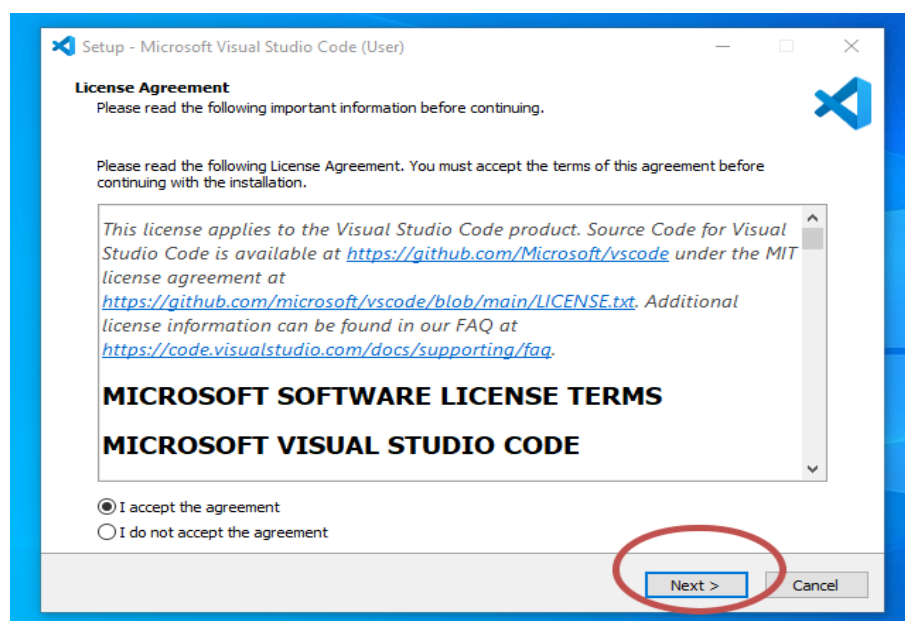 Setup - Microsoft Visual Studio Code (User)
License Agreement
Please read the following important information before continuing.
Please read the following License Agreement. You must accept the terms of this agreement before
continuing with the installation.
This license applies to the Visual Studio Code product. Source Code for Visual
Studio Code is available at https://github.com/Microsoft/vscode under the MIT
license agreement at
https://github.com/microsoft/vscode/blob/main/LICENSE.txt. Additional
license information can be found in our FAQ at
https://code.visualstudio.com/docs/supporting/faq.
MICROSOFT SOFTWARE LICENSE TERMS
MICROSOFT VISUAL STUDIO CODE
I accept the agreement
I do not accept the agreement
Next >
Cancel